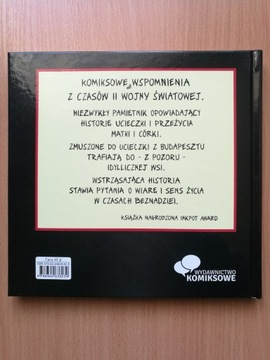 KOMIKSOWE WSPOMNIENIA
Z CZASÓW II WOJNY ŚWIATOWEJ.
NIEZWYKŁY PAMIĘTNIK OPOWIADAJĄCY
HISTORIE UCIECZKI I PRZEŻYCIA
MATKI I CÓRKI.
ZMUSZONE DO UCIECZKI Z BUDAPESZTU
TRAFIAJĄ DO - Z POZORU -
IDYLLICZNEJ WSI.
WSTRZĄSAJĄCA HISTORIA
STAWIA PYTANIA O WIARĘ I SENS ŻYCIA
W CZASACH BEZNADZIEI.
KSIĄŻKA NAGRODZONA INKPOT AWARD
WYDAWNICTWO
KOMIKSOWE